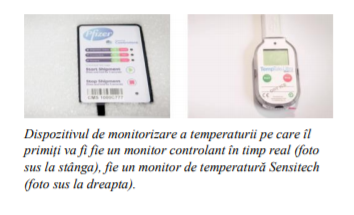 Pfizer
Start Shipment
Stop Shipment
Dispozitivul de monitorizare a temperaturii pe care îl
primiți va fi fie un monitor controlant în timp real (foto
sus la stânga), fie un monitor de temperatură Sensitech
(foto sus la dreapta).